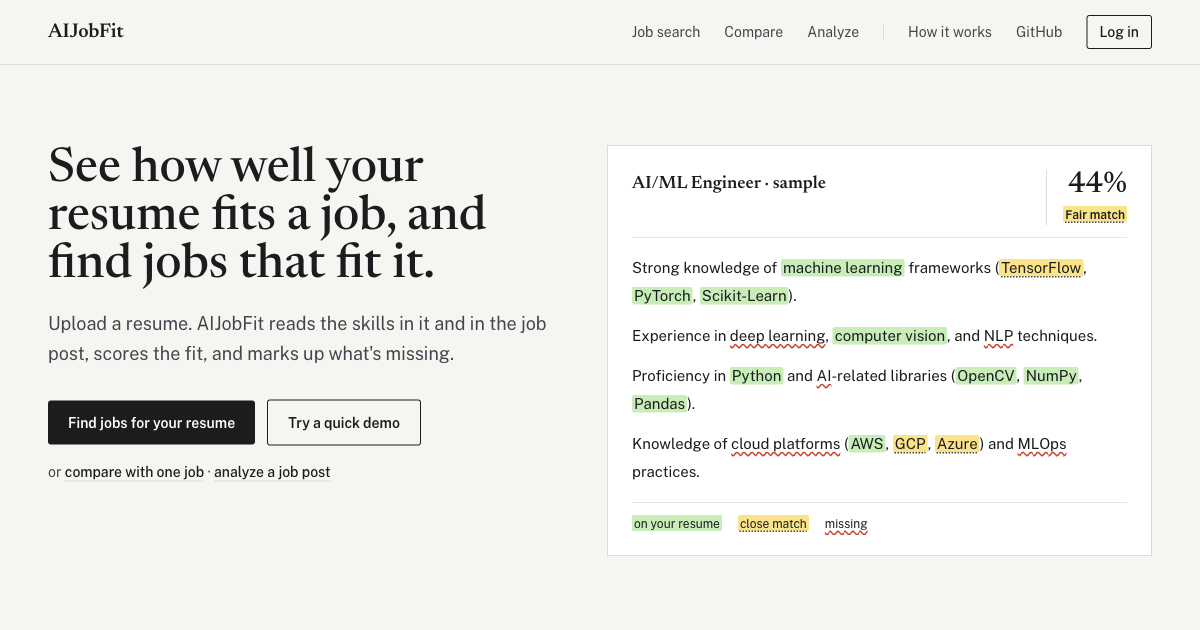 AIJobFit
Job search
Compare
Analyze
How it works
GitHub
Log in
See how well your
resume fits a job, and
find jobs that fit it.
Upload a resume. AIJobFit reads the skills in it and in the job
post, scores the fit, and marks up what's missing.
Find jobs for your resume
Try a quick demo
or compare with one job · analyze a job post
AI/ML Engineer · sample
44%
Fair match
Strong knowledge of machine learning frameworks (TensorFlow,
PyTorch, Scikit-Learn).
Experience in deep learning, computer vision, and NLP techniques.
Proficiency in Python and AI-related libraries (OpenCV, NumPy,
Pandas).
Knowledge of cloud platforms (AWS, GCP, Azure) and MLOps
practices.
on your resume
close match
missing